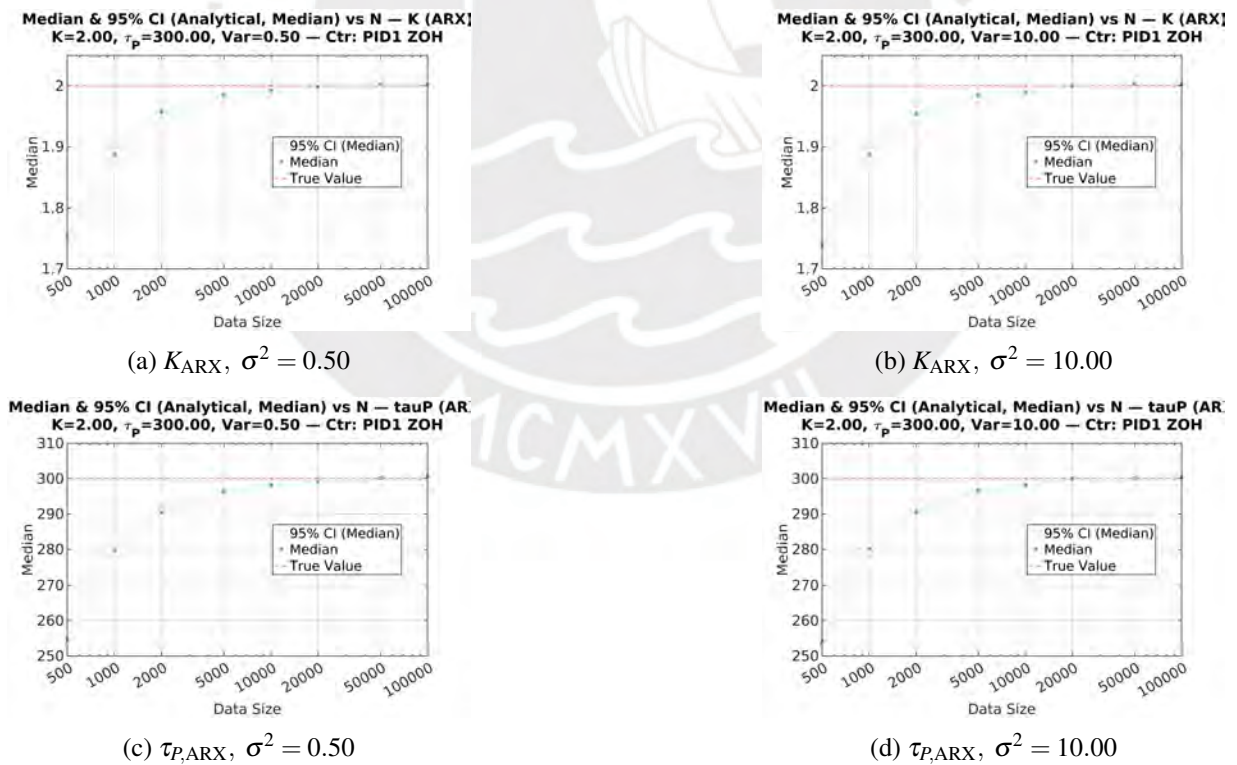 Median & 95% CI (Analytical, Median) vs N — K (ARX)
K=2.00, τP=300.00, Var=0.50 — Ctr: PID1 ZOH
Median
2
1.9
1.8
1.7
95% CI (Median)
Median
True Value
500 1000 2000 5000 10000 20000 50000 100000
Data Size
(a) K_ARX, σ² = 0.50
Median & 95% CI (Analytical, Median) vs N — K (ARX)
K=2.00, τP=300.00, Var=10.00 — Ctr: PID1 ZOH
Median
2
1.9
1.8
1.7
95% CI (Median)
Median
True Value
500 1000 2000 5000 10000 20000 50000 100000
Data Size
(b) K_ARX, σ² = 10.00
Median & 95% CI (Analytical, Median) vs N — tauP (AR
K=2.00, τP=300.00, Var=0.50 — Ctr: PID1 ZOH
Median
310
300
290
280
270
260
250
95% CI (Median)
Median
True Value
500 1000 2000 5000 10000 20000 50000 100000
Data Size
(c) τ_P,ARX, σ² = 0.50
Median & 95% CI (Analytical, Median) vs N — tauP (AR
K=2.00, τP=300.00, Var=10.00 — Ctr: PID1 ZOH
Median
310
300
290
280
270
260
250
95% CI (Median)
Median
True Value
500 1000 2000 5000 10000 20000 50000 100000
Data Size
(d) τ_P,ARX, σ² = 10.00
MCMXVII